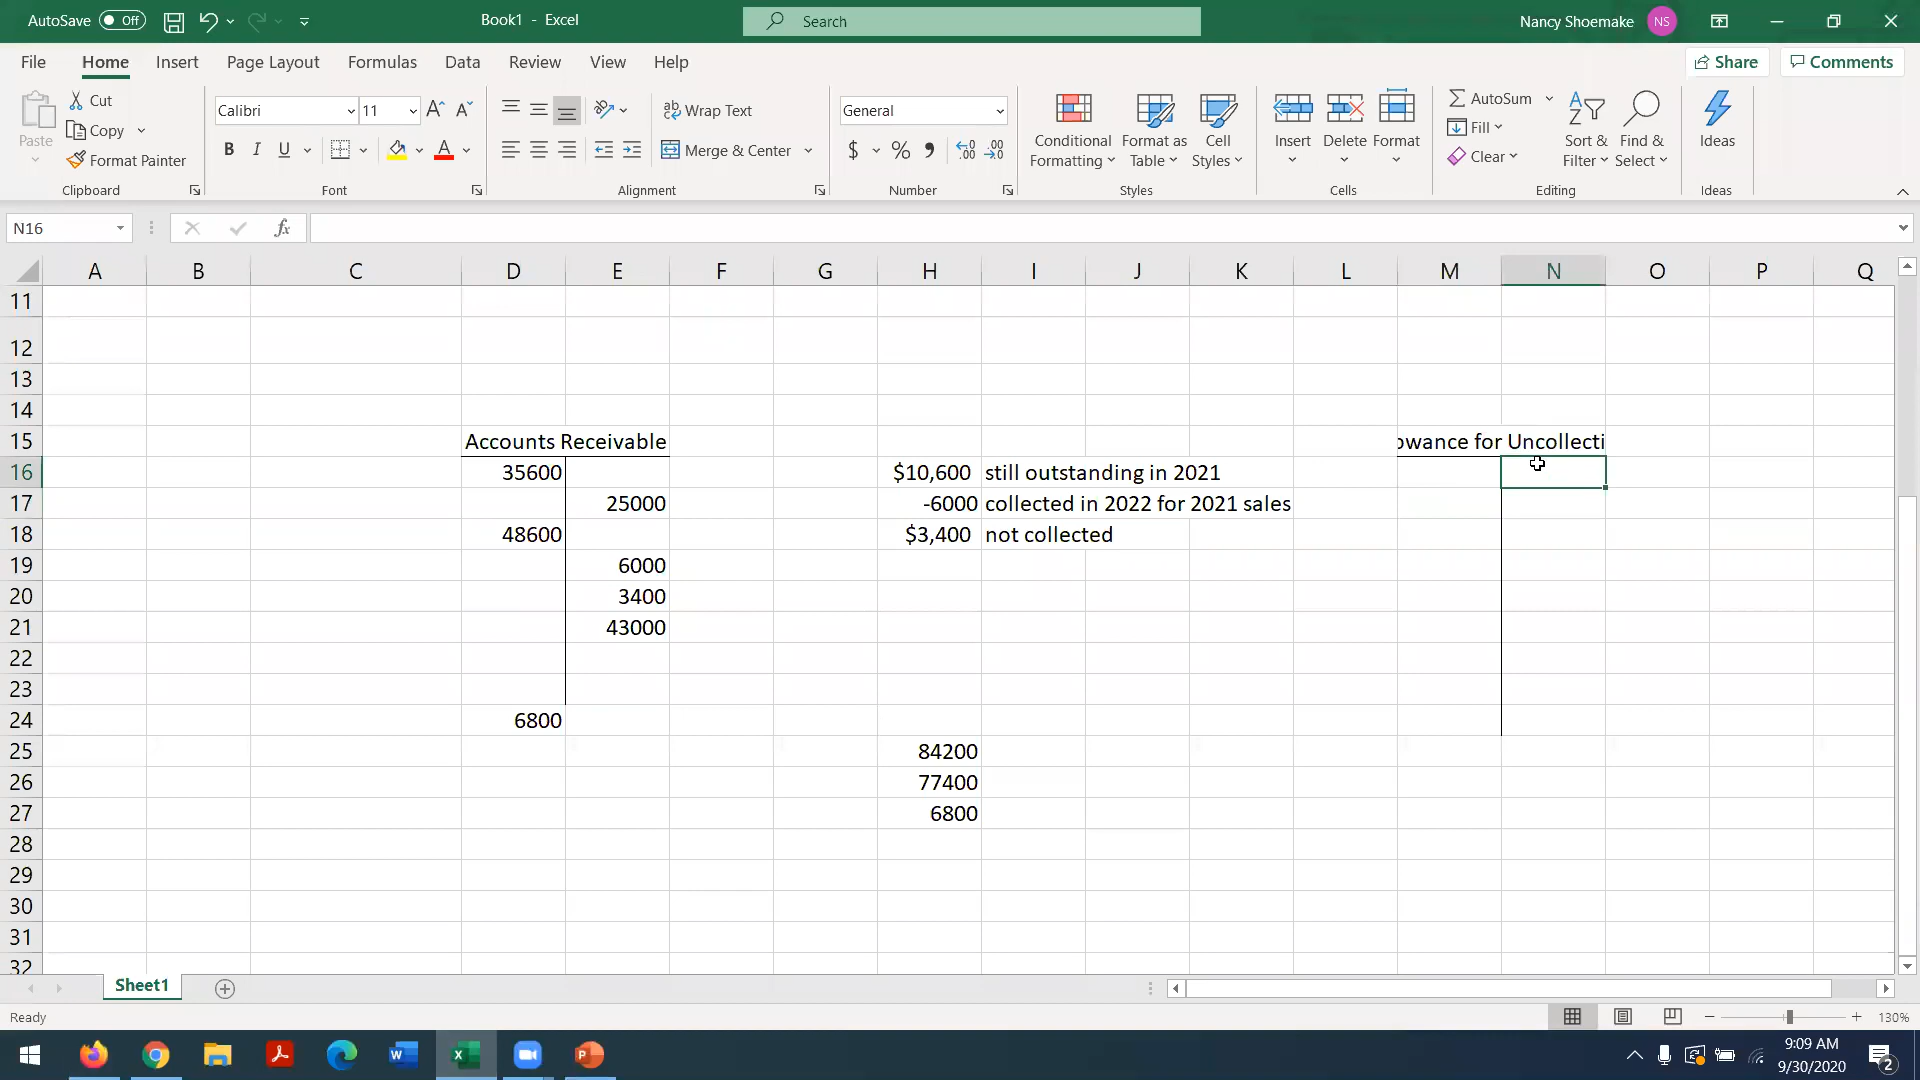 AutoSave Off Book1 - Excel Search Nancy Shoemake NS
File Home Insert Page Layout Formulas Data Review View Help Share Comments
Paste Cut Copy Format Painter Clipboard
Calibri 11 B I U A Font
Wrap Text Merge & Center Alignment
General $ % , Number
Conditional Formatting Format as Table Cell Styles Styles
Insert Delete Format Cells
AutoSum Fill Clear Sort & Filter Find & Select Editing
Ideas Ideas
N16 fx
A B C D E F G H I J K L M N O P Q
11
12
13
14
15 Accounts Receivable owance for Uncollecti
16 35600 $10,600 still outstanding in 2021
17 25000 -6000 collected in 2022 for 2021 sales
18 48600 $3,400 not collected
19 6000
20 3400
21 43000
22
23
24 6800
25 84200
26 77400
27 6800
28
29
30
31
32
Sheet1
Ready 130%
9:09 AM
9/30/2020 2